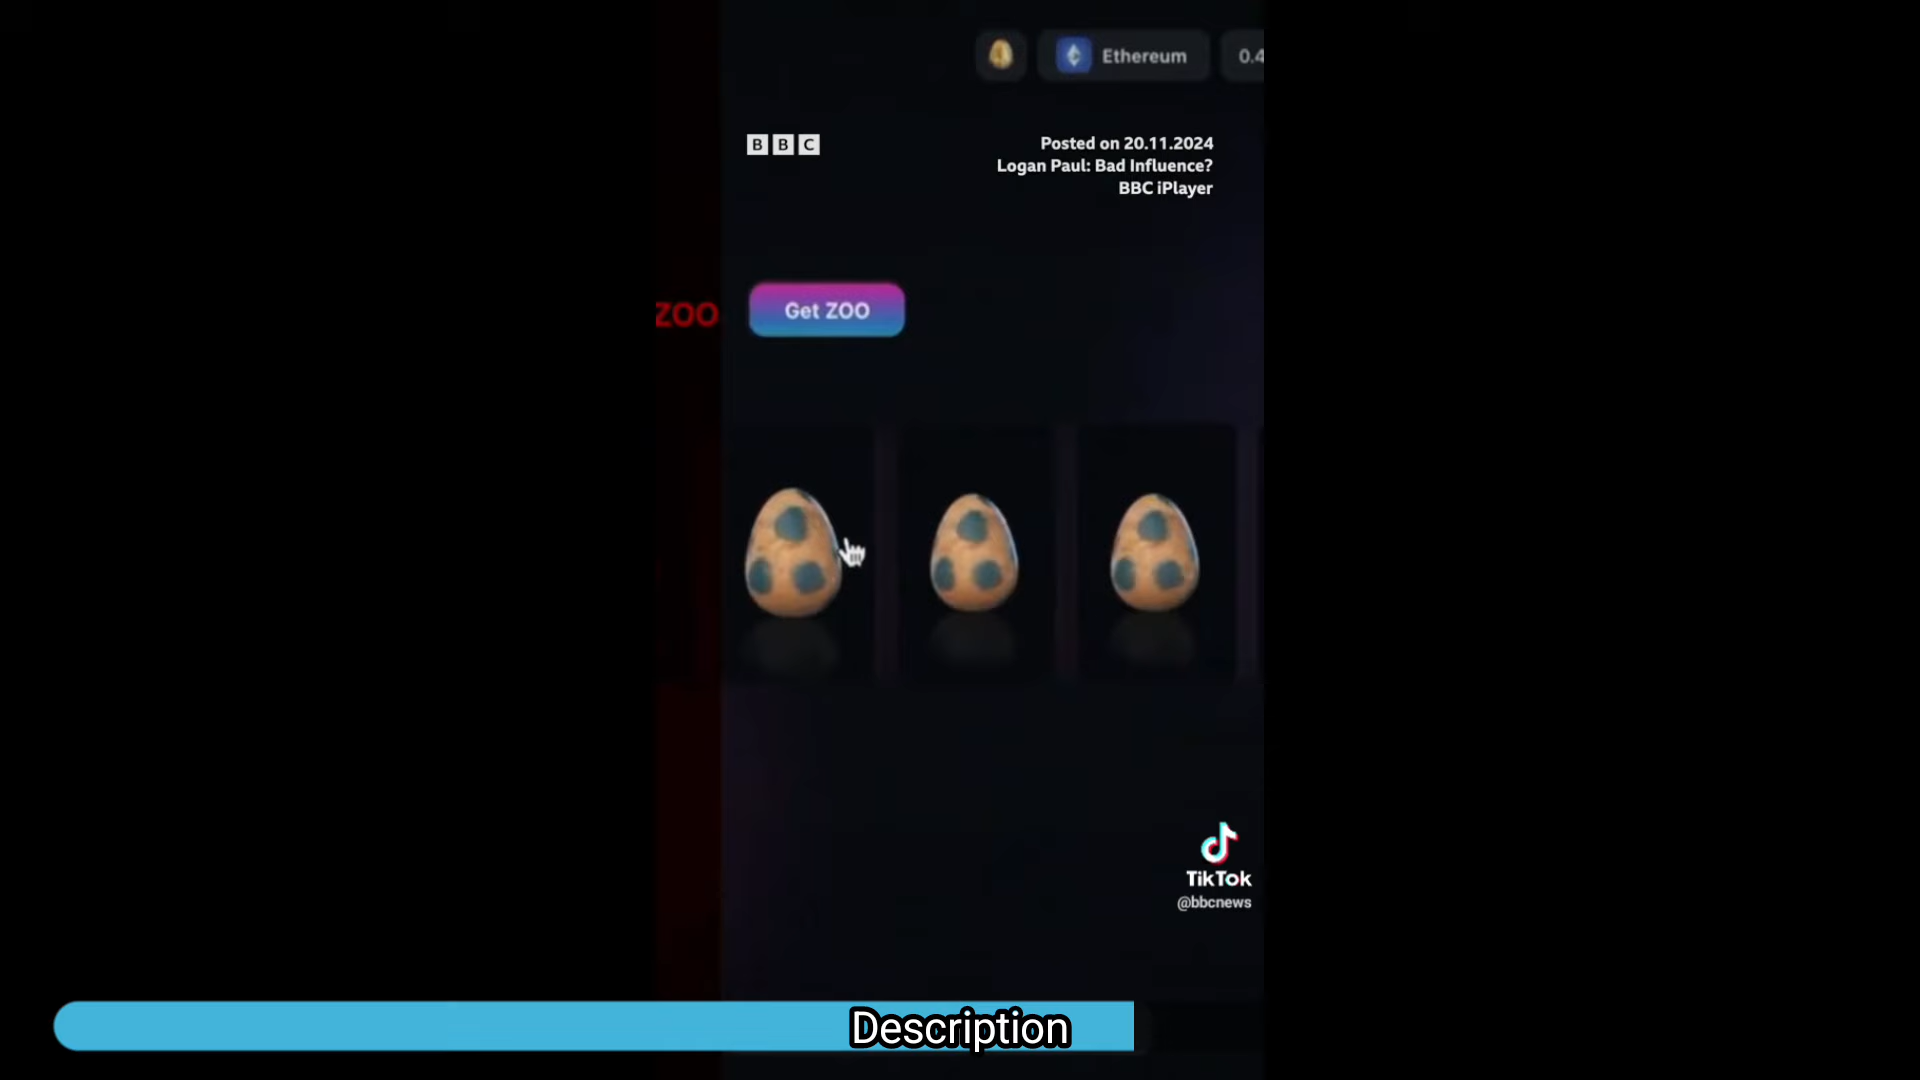 Ethereum
0.4
BBC
Posted on 20.11.2024
Logan Paul: Bad Influence?
BBC iPlayer
ZOO
Get ZOO
TikTok
@bbcnews
Description